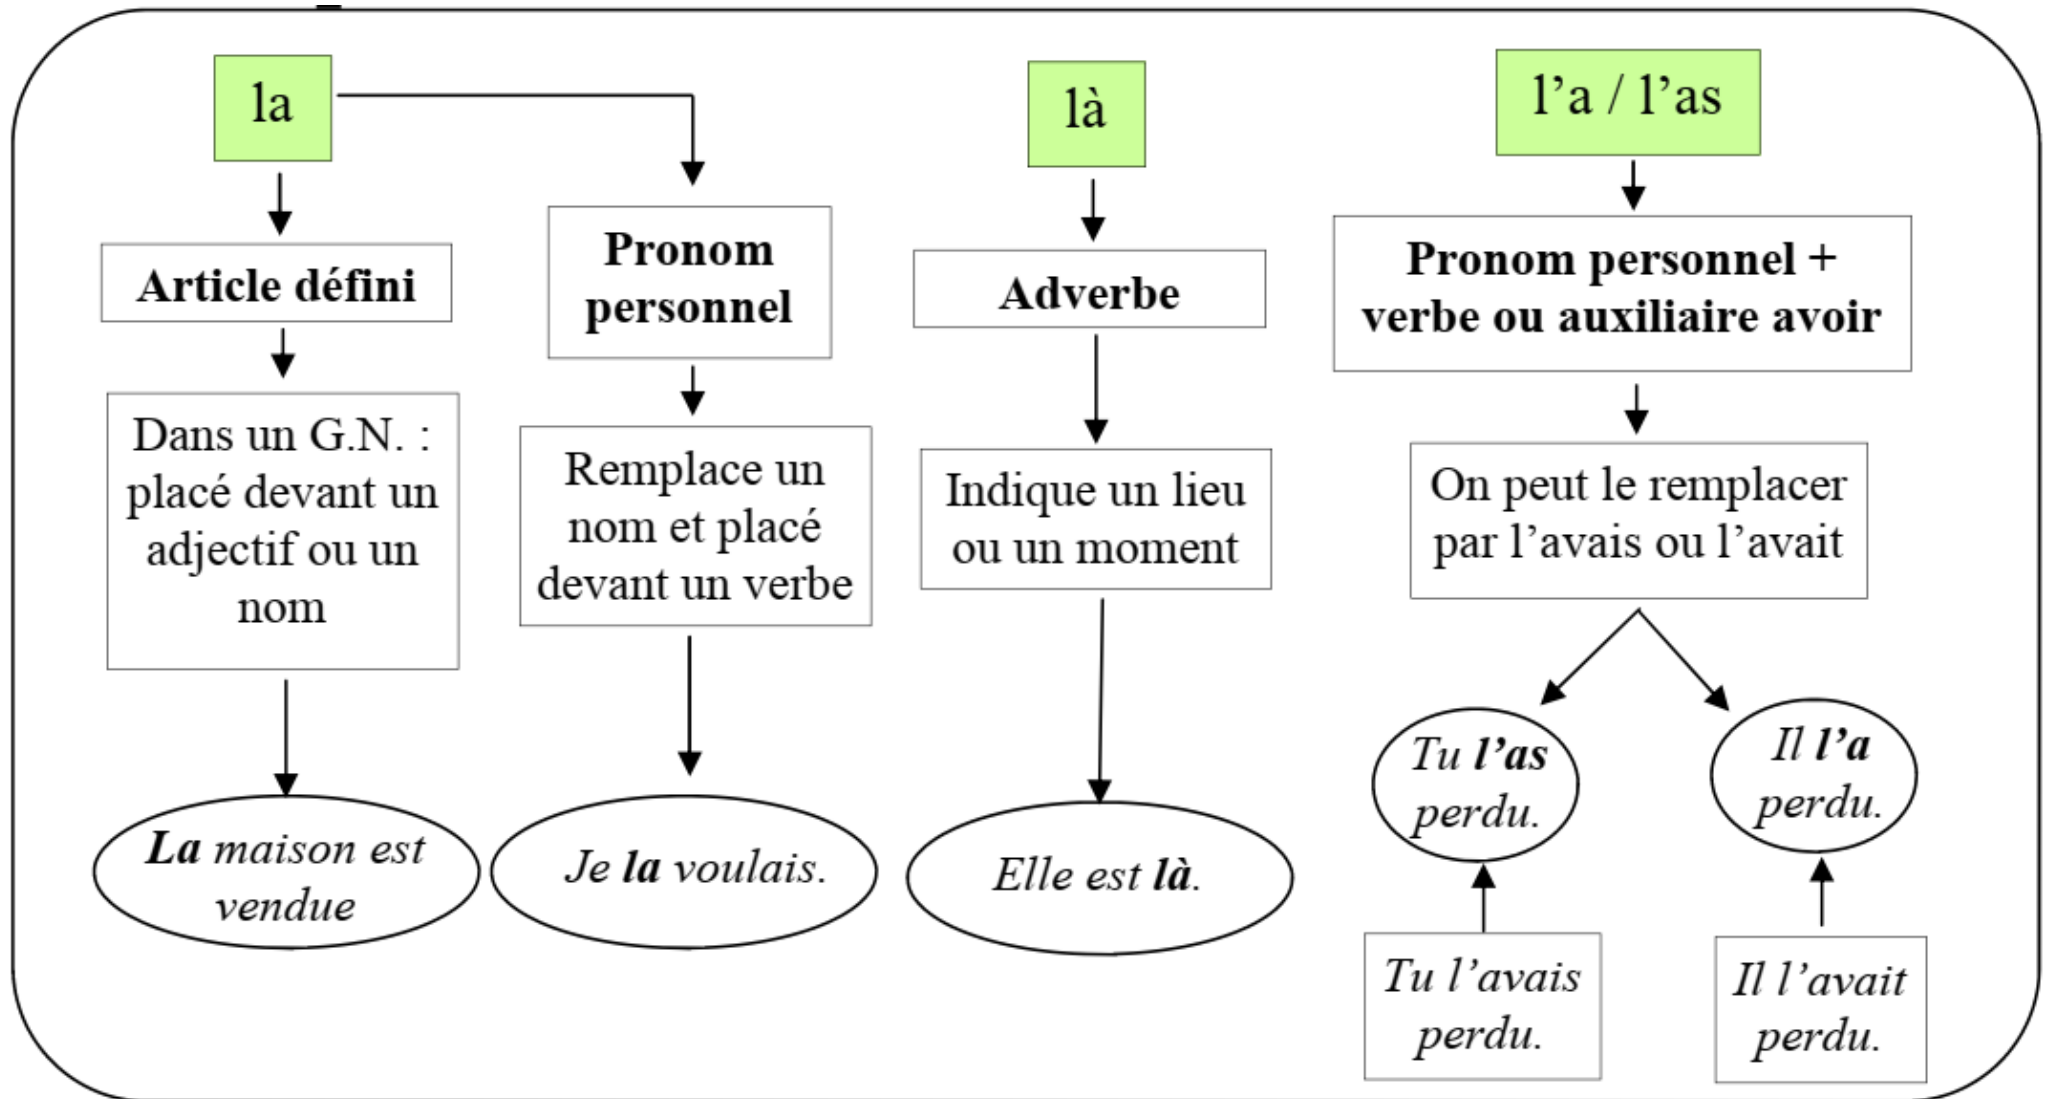 la
Article défini
Dans un G.N. :
placé devant un
adjectif ou un
nom
La maison est
vendue
Pronom
personnel
Remplace un
nom et placé
devant un verbe
Je la voulais.
là
Adverbe
Indique un lieu
ou un moment
Elle est là.
l’a / l’as
Pronom personnel +
verbe ou auxiliaire avoir
On peut le remplacer
par l’avais ou l’avait
Tu l’as
perdu.
Tu l’avais
perdu.
Il l’a
perdu.
Il l’avait
perdu.